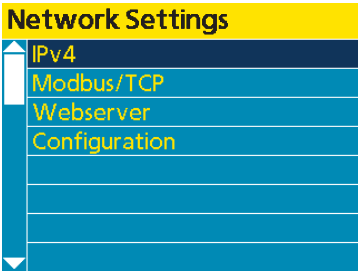 Network Settings
IPv4
Modbus/TCP
Webserver
Configuration